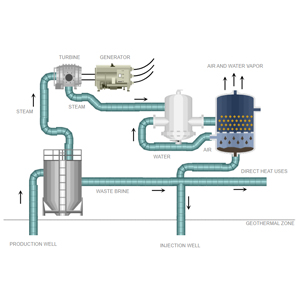 TURBINE
GENERATOR
AIR AND WATER VAPOR
STEAM
STEAM
WATER
AIR
DIRECT HEAT USES
WASTE BRINE
GEOTHERMAL ZONE
PRODUCTION WELL
INJECTION WELL